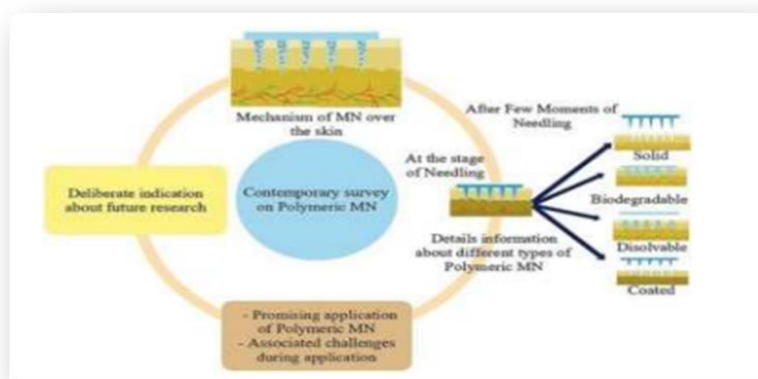 Mechanism of MN over
the skin
Deliberate indication
about future research
Contemporary survey
on Polymeric MN
At the stage
of Needling
Details information
about different types of
Polymeric MN
After Few Moments of
Needling
Solid
Biodegradable
Disolvable
Coated
- Promising application
of Polymeric MN
- Associated challenges
during application